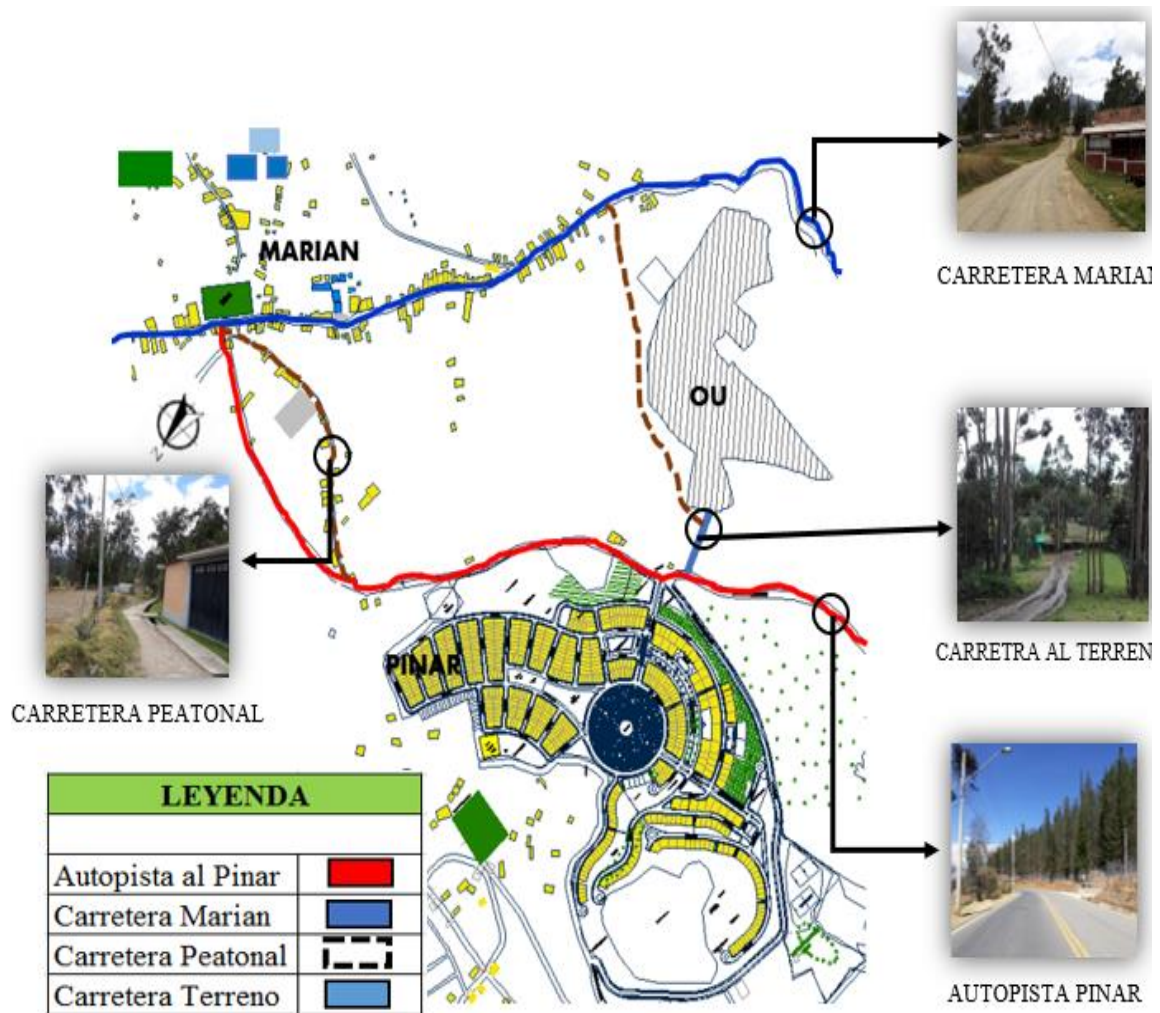 CARRETERA MARIAN
MARIAN
OU
CARRETRA AL TERREN
CARRETERA PEATONAL
PINAR
LEYENDA
Autopista al Pinar
Carretera Marian
Carretera Peatonal
Carretera Terreno
AUTOPISTA PINAR